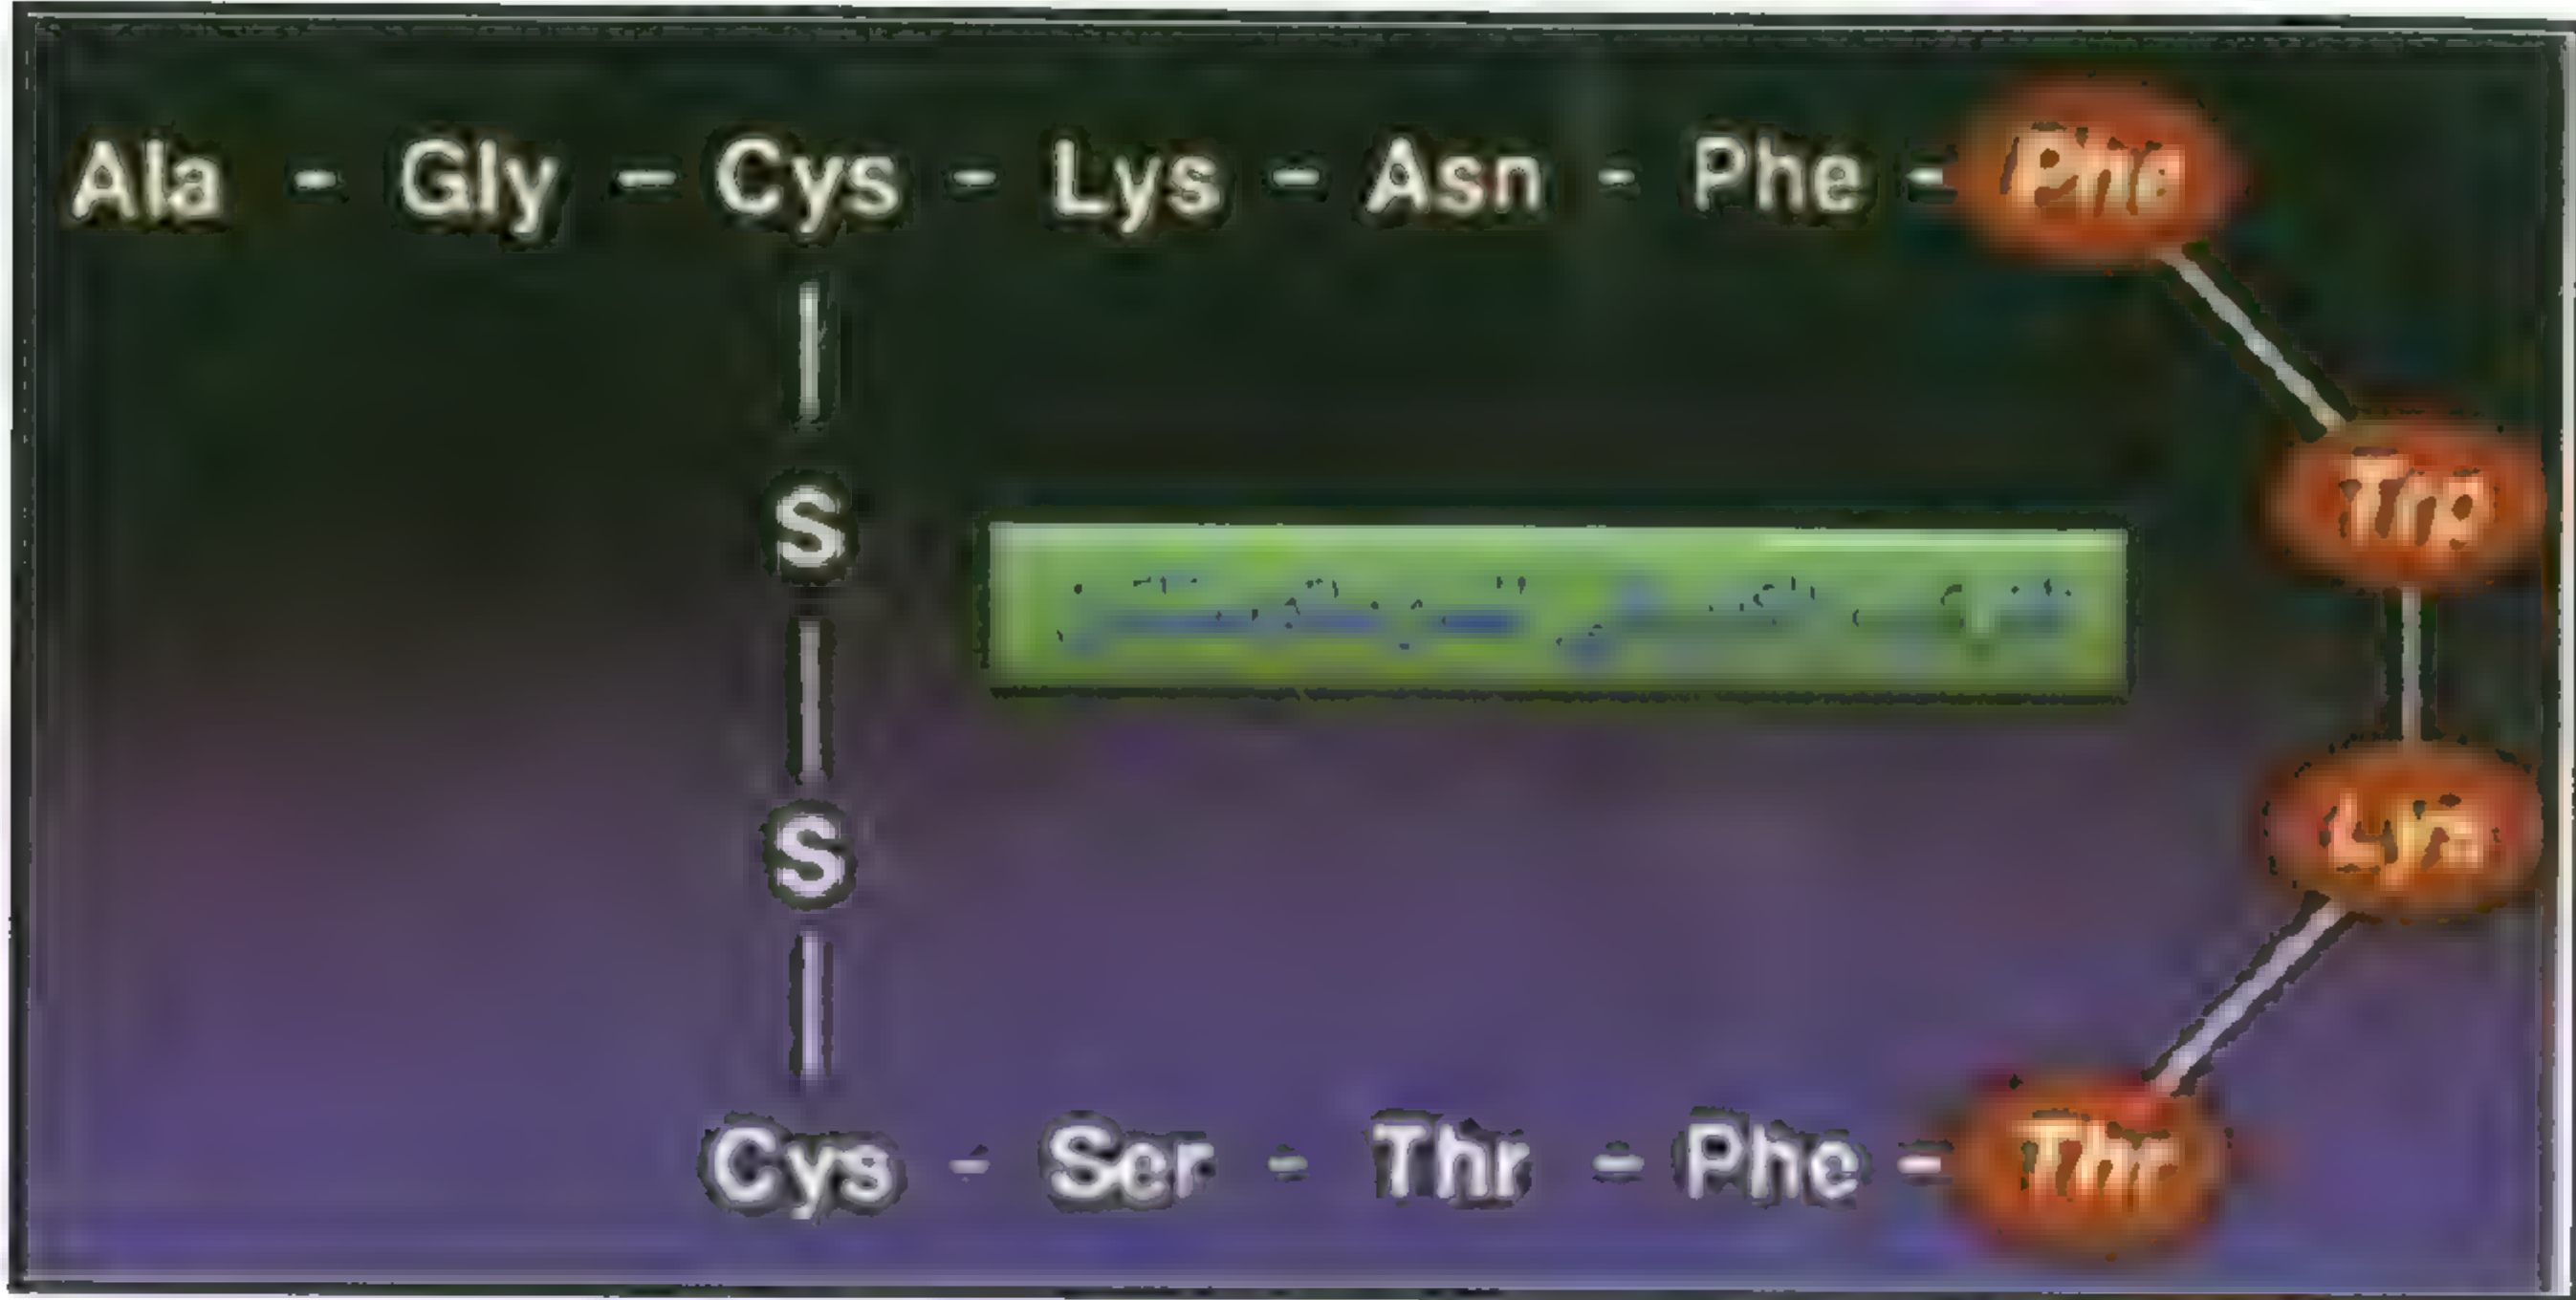 Ala - Gly - Cys - Lys - Asn - Phe - Phe
Trp
S
S
Lys
Cys - Ser - Thr - Phe - Thr